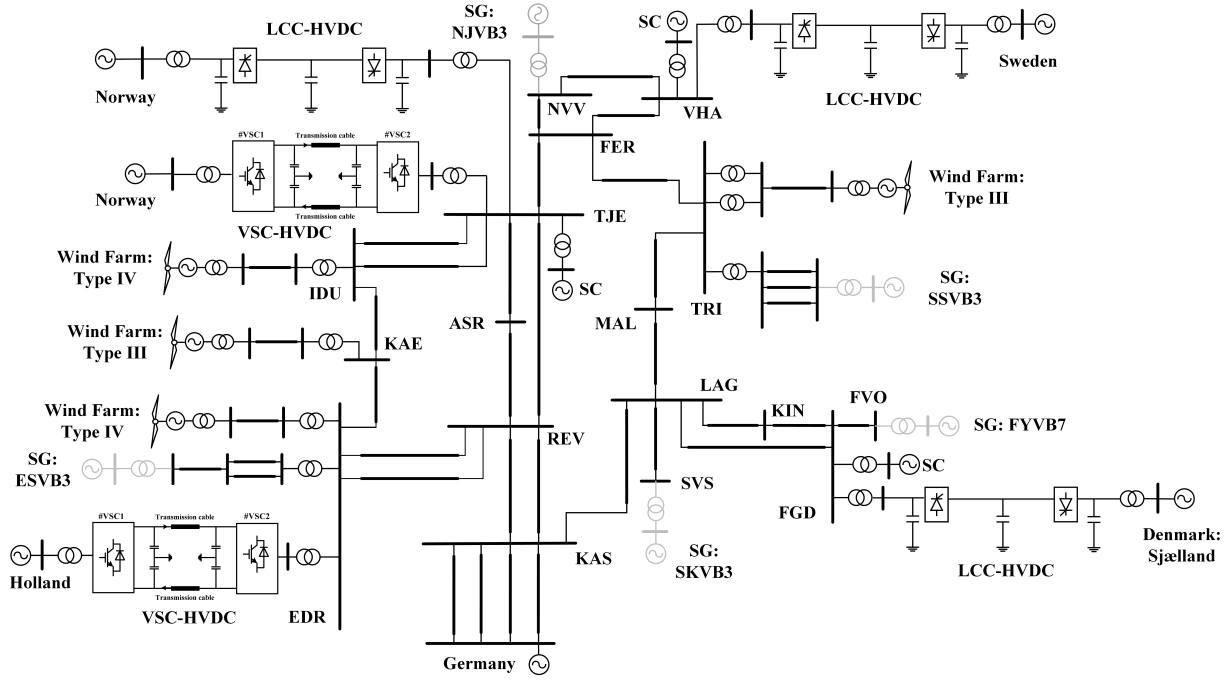 SG:
NJVB3
SC
LCC-HVDC
Norway
NVV
VHA
LCC-HVDC
Sweden
#VSC1
Transmission cable
#VSC2
FER
Norway
Transmission cable
VSC-HVDC
TJE
Wind Farm:
Type III
Wind Farm:
Type IV
IDU
SC
TRI
SG:
SSVB3
Wind Farm:
Type III
KAE
ASR
MAL
LAG
Wind Farm:
Type IV
KIN
FVO
SG: FYVB7
REV
SG:
ESVB3
SC
SVS
FGD
#VSC1
Transmission cable
#VSC2
Holland
Transmission cable
VSC-HVDC
EDR
KAS
SG:
SKVB3
LCC-HVDC
Denmark:
Sjælland
Germany